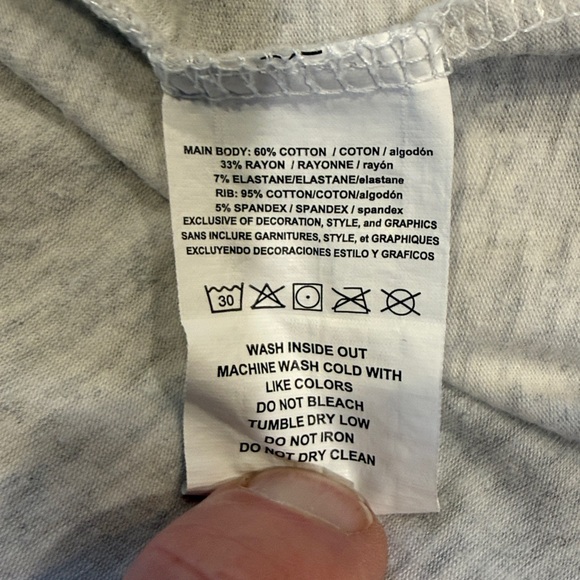 MAIN BODY: 60% COTTON / COTON / algodón
33% RAYON / RAYONNE / rayón
7% ELASTANE/ELASTANE/elastane
RIB: 95% COTTON/COTON/algodón
5% SPANDEX / SPANDEX / spandex
EXCLUSIVE OF DECORATION, STYLE, and GRAPHICS
SANS INCLURE GARNITURES, STYLE, et GRAPHIQUES
EXCLUYENDO DECORACIONES ESTILO Y GRAFICOS
30
WASH INSIDE OUT
MACHINE WASH COLD WITH
LIKE COLORS
DO NOT BLEACH
TUMBLE DRY LOW
DO NOT IRON
DO NOT DRY CLEAN